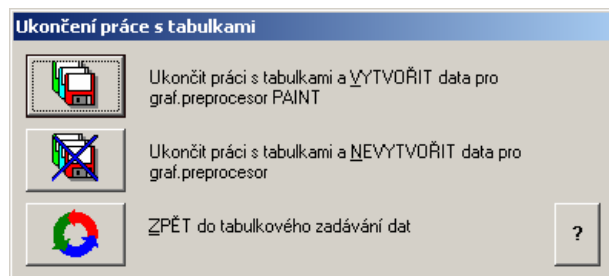 Ukončení práce s tabulkami
Ukončit práci s tabulkami a VYTVOŘIT data pro
graf.preprocesor PAINT
Ukončit práci s tabulkami a NEVYTVOŘIT data pro
graf.preprocesor
ZPĚT do tabulkového zadávání dat
?